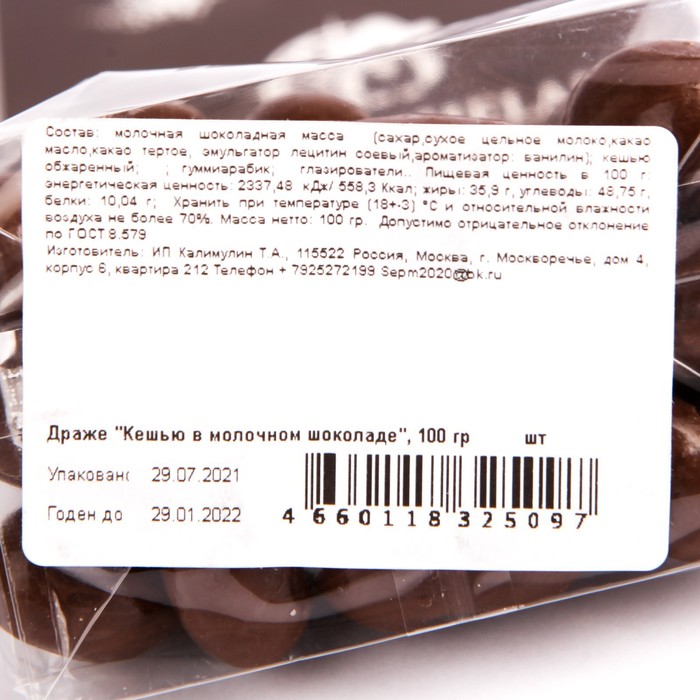 Состав: молочная шоколадная масса (сахар,сухое цельное молоко,какао
масло,какао тертое, эмульгатор лецитин соевый,ароматизатор: ванилин); кешью
обжаренный; ; гуммиарабик; глазирователи.. Пищевая ценность в 100 г:
энергетическая ценность: 2337,48 кДж/ 558,3 Ккал; жиры: 35,9 г, углеводы: 48,75 г,
белки: 10,04 г; Хранить при температуре (18+-3) °С и относительной влажности
воздуха не более 70%. Масса нетто: 100 гр. Допустимо отрицательное отклонение
по ГОСТ 8.579
Изготовитель: ИП Калимулин Т.А., 115522 Россия, Москва, г. Москворечье, дом 4,
корпус 6, квартира 212 Телефон + 7925272199 Sepm2020@bk.ru
Драже "Кешью в молочном шоколаде", 100 гр шт
Упаковано 29.07.2021
Годен до 29.01.2022
4 660118 325097